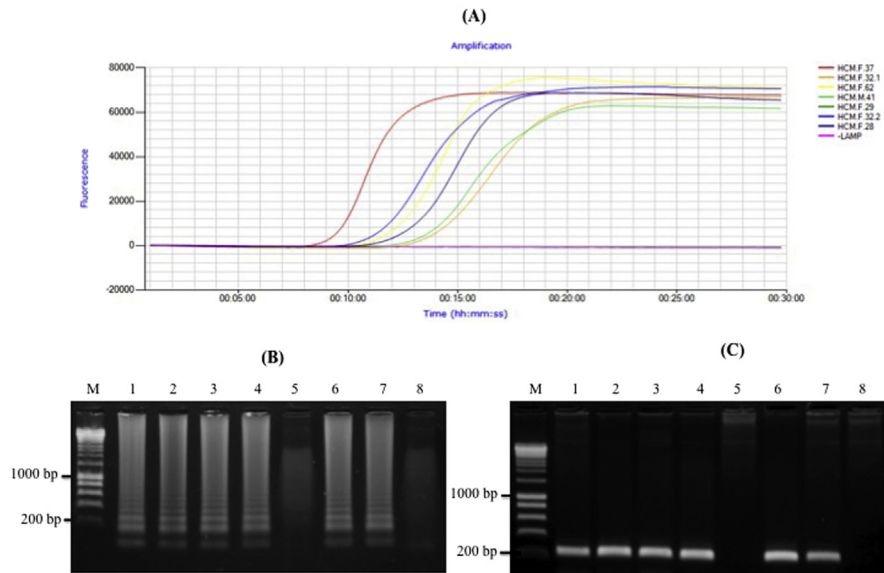 (A)
Amplification
80000
60000
40000
20000
0
-20000
Fluorescence
00:05:00 00:10:00 00:15:00 00:20:00 00:25:00 00:30:00
Time (hh:mm:ss)
HCM.F.37
HCM.F.32.1
HCM.F.62
HCM.M.41
HCM.F.29
HCM.F.32.2
HCM.F.28
-LAMP
(B)
M 1 2 3 4 5 6 7 8
1000 bp
200 bp
(C)
M 1 2 3 4 5 6 7 8
1000 bp
200 bp